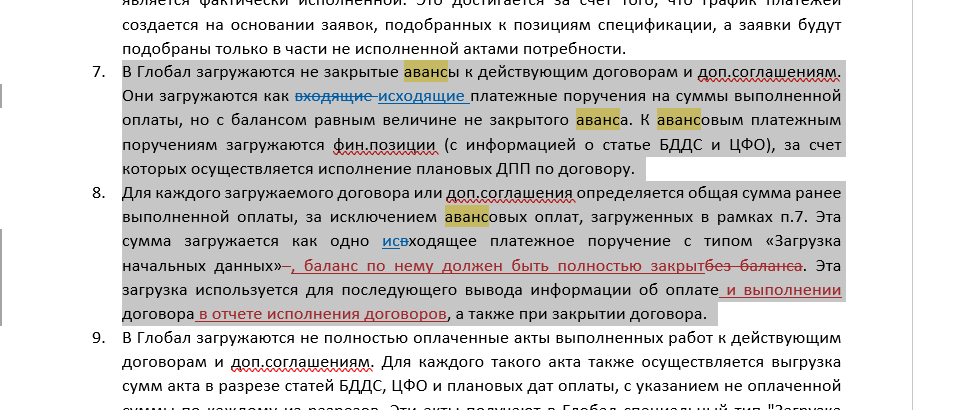 является фактически исполненной. Это достигается за счет того, что график платежей
создается на основании заявок, подобранных к позициям спецификации, а заявки будут
подобраны только в части не исполненной актами потребности.
7. В Глобал загружаются не закрытые авансы к действующим договорам и доп.соглашениям.
Они загружаются как входящие исходящие платежные поручения на суммы выполненной
оплаты, но с балансом равным величине не закрытого аванса. К авансовым платежным
поручениям загружаются фин.позиции (с информацией о статье БДДС и ЦФО), за счет
которых осуществляется исполнение плановых ДПП по договору.
8. Для каждого загружаемого договора или доп.соглашения определяется общая сумма ранее
выполненной оплаты, за исключением авансовых оплат, загруженных в рамках п.7. Эта
сумма загружается как одно исвходящее платежное поручение с типом «Загрузка
начальных данных» , баланс по нему должен быть полностью закрытбез баланса. Эта
загрузка используется для последующего вывода информации об оплате и выполнении
договора в отчете исполнения договоров, а также при закрытии договора.
9. В Глобал загружаются не полностью оплаченные акты выполненных работ к действующим
договорам и доп.соглашениям. Для каждого такого акта также осуществляется выгрузка
сумм акта в разрезе статей БДДС, ЦФО и плановых дат оплаты, с указанием не оплаченной
суммы по каждому из разрезов. Эти акты получают в Глобал специальный тип "Загрузка